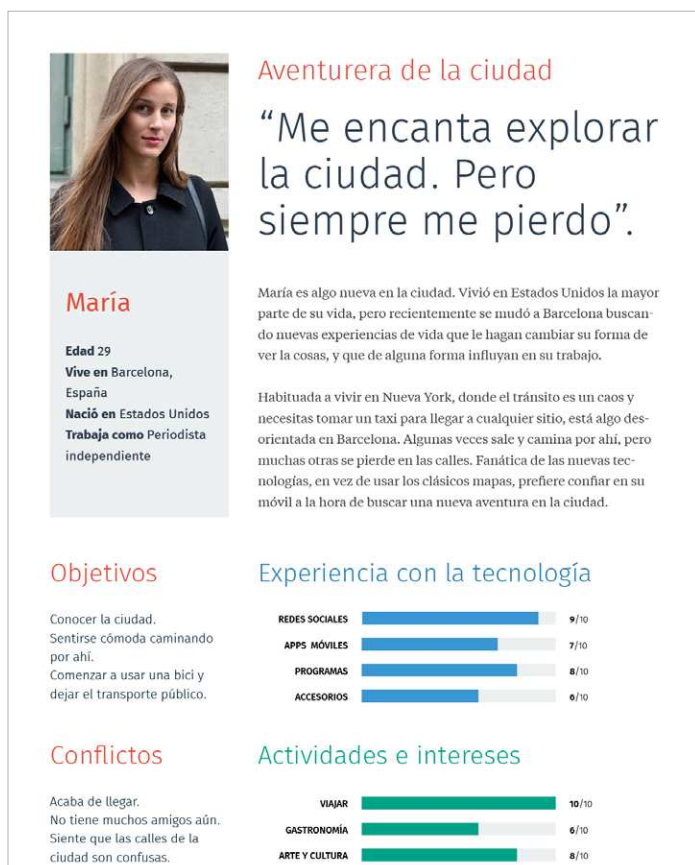 Aventurera de la ciudad
“Me encanta explorar
la ciudad. Pero
siempre me pierdo”.
María
Edad 29
Vive en Barcelona,
España
Nació en Estados Unidos
Trabaja como Periodista
independiente
María es algo nueva en la ciudad. Vivió en Estados Unidos la mayor
parte de su vida, pero recientemente se mudó a Barcelona buscan-
do nuevas experiencias de vida que le hagan cambiar su forma de
ver la cosas, y que de alguna forma influyan en su trabajo.
Habituada a vivir en Nueva York, donde el tránsito es un caos y
necesitas tomar un taxi para llegar a cualquier sitio, está algo des-
orientada en Barcelona. Algunas veces sale y camina por ahí, pero
muchas otras se pierde en las calles. Fanática de las nuevas tec-
nologías, en vez de usar los clásicos mapas, prefiere confiar en su
móvil a la hora de buscar una nueva aventura en la ciudad.
Objetivos
Conocer la ciudad.
Sentirse cómoda caminando
por ahí.
Comenzar a usar una bici y
dejar el transporte público.
Experiencia con la tecnología
REDES SOCIALES 9/10
APPS MÓVILES 7/10
PROGRAMAS 8/10
ACCESORIOS 6/10
Conflictos
Acaba de llegar.
No tiene muchos amigos aún.
Siente que las calles de la
ciudad son confusas.
Actividades e intereses
VIAJAR 10/10
GASTRONOMÍA 6/10
ARTE Y CULTURA 8/10